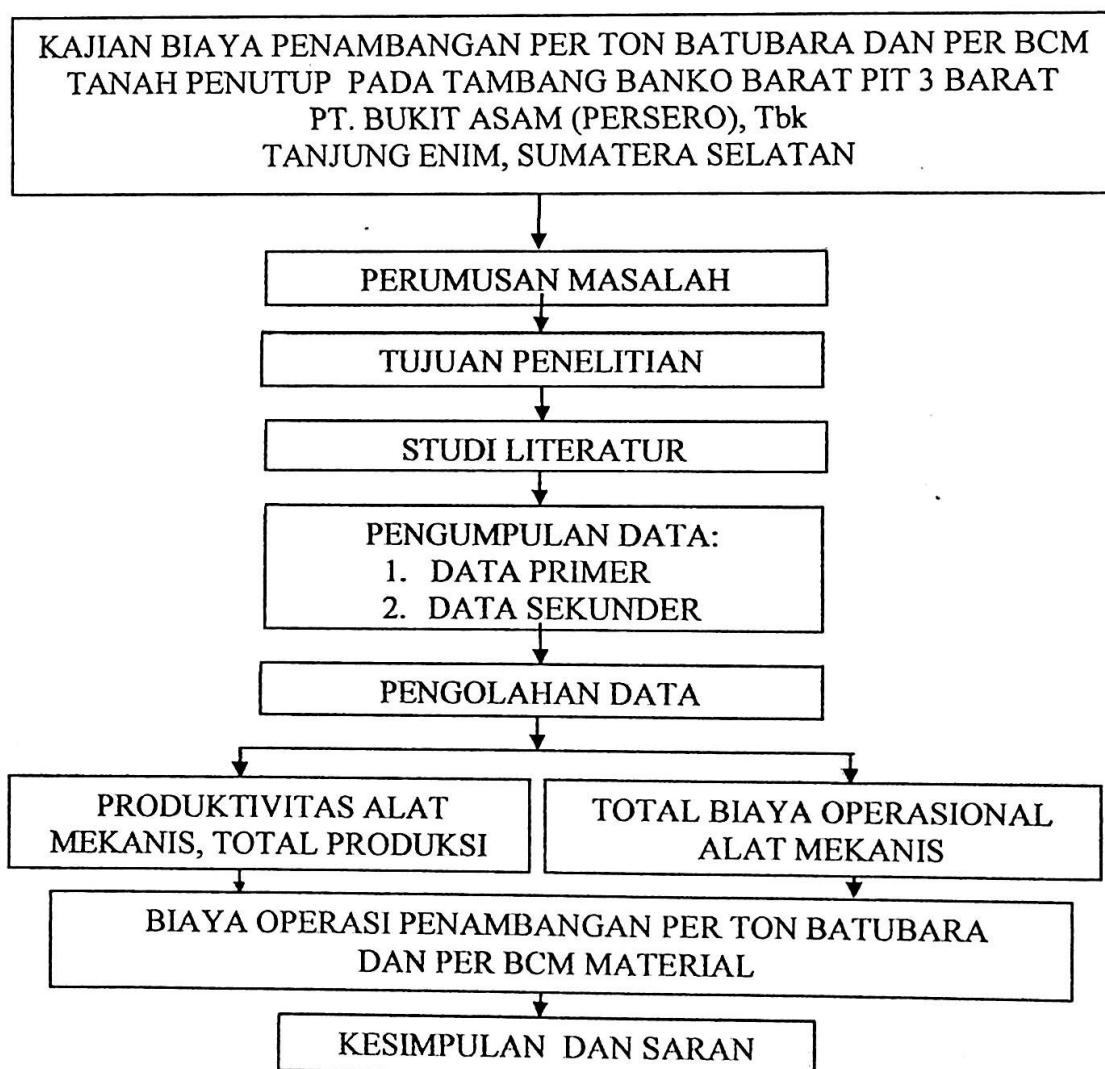 KAJIAN BIAYA PENAMBANGAN PER TON BATUBARA DAN PER BCM
TANAH PENUTUP PADA TAMBANG BANKO BARAT PIT 3 BARAT
PT. BUKIT ASAM (PERSERO), Tbk
TANJUNG ENIM, SUMATERA SELATAN
PERUMUSAN MASALAH
TUJUAN PENELITIAN
STUDI LITERATUR
PENGUMPULAN DATA:
1. DATA PRIMER
2. DATA SEKUNDER
PENGOLAHAN DATA
PRODUKTIVITAS ALAT
MEKANIS, TOTAL PRODUKSI
TOTAL BIAYA OPERASIONAL
ALAT MEKANIS
BIAYA OPERASI PENAMBANGAN PER TON BATUBARA
DAN PER BCM MATERIAL
KESIMPULAN DAN SARAN